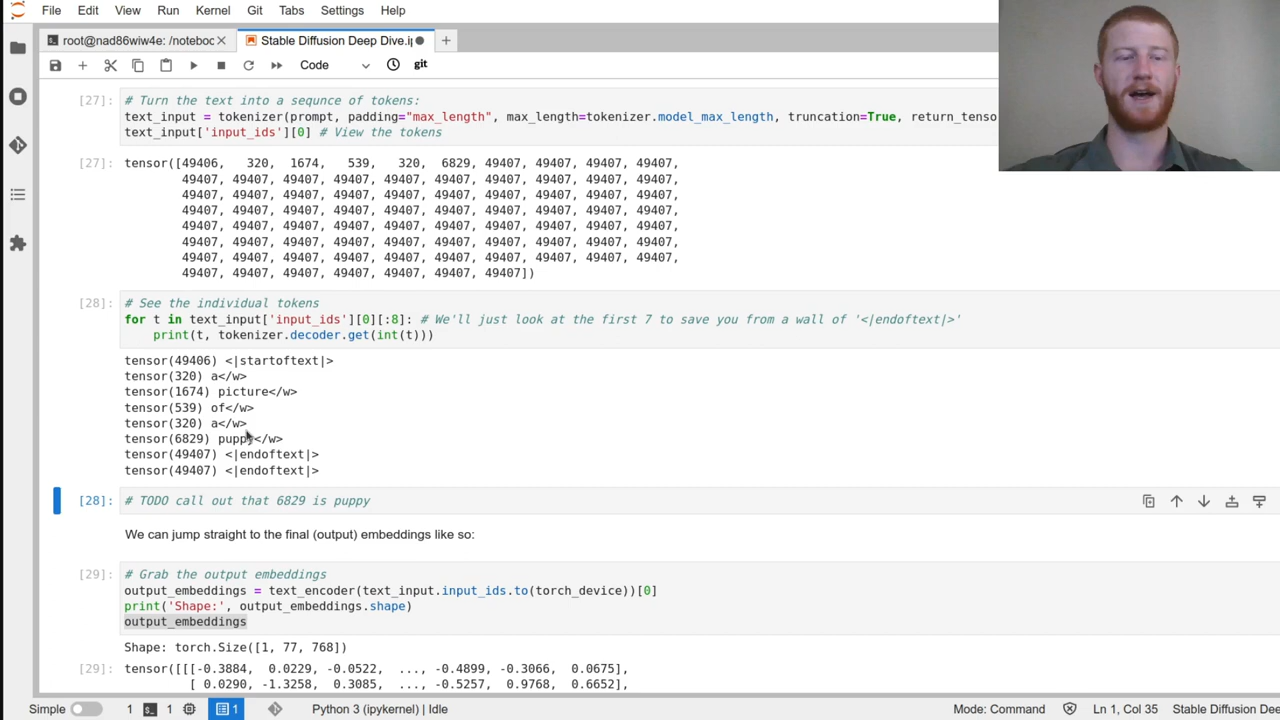 File Edit View Run Kernel Git Tabs Settings Help
root@nad86wiw4e: /noteboo Stable Diffusion Deep Dive.ip
Code git
[27]: # Turn the text into a sequnce of tokens:
text_input = tokenizer(prompt, padding="max_length", max_length=tokenizer.model_max_length, truncation=True, return_tenso
text_input['input_ids'][0] # View the tokens
[27]: tensor([49406, 320, 1674, 539, 320, 6829, 49407, 49407, 49407, 49407,
49407, 49407, 49407, 49407, 49407, 49407, 49407, 49407, 49407, 49407,
49407, 49407, 49407, 49407, 49407, 49407, 49407, 49407, 49407, 49407,
49407, 49407, 49407, 49407, 49407, 49407, 49407, 49407, 49407, 49407,
49407, 49407, 49407, 49407, 49407, 49407, 49407, 49407, 49407, 49407,
49407, 49407, 49407, 49407, 49407, 49407, 49407, 49407, 49407, 49407,
49407, 49407, 49407, 49407, 49407, 49407, 49407, 49407, 49407, 49407,
49407, 49407, 49407, 49407, 49407, 49407, 49407])
[28]: # See the individual tokens
for t in text_input['input_ids'][0][:8]: # We'll just look at the first 7 to save you from a wall of '<|endoftext|>'
print(t, tokenizer.decoder.get(int(t)))
tensor(49406) <|startoftext|>
tensor(320) a</w>
tensor(1674) picture</w>
tensor(539) of</w>
tensor(320) a</w>
tensor(6829) puppy</w>
tensor(49407) <|endoftext|>
tensor(49407) <|endoftext|>
[28]: # TODO call out that 6829 is puppy
We can jump straight to the final (output) embeddings like so:
[29]: # Grab the output embeddings
output_embeddings = text_encoder(text_input.input_ids.to(torch_device))[0]
print('Shape:', output_embeddings.shape)
output_embeddings
Shape: torch.Size([1, 77, 768])
[29]: tensor([[[-0.3884, 0.0229, -0.0522, ..., -0.4899, -0.3066, 0.0675],
[ 0.0290, -1.3258, 0.3085, ..., -0.5257, 0.9768, 0.6652],
Simple 1 1 1 Python 3 (ipykernel) | Idle Mode: Command Ln 1, Col 35 Stable Diffusion Dee